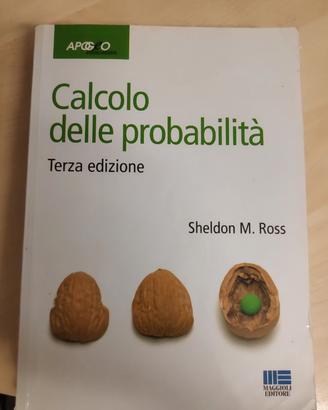 APOGEO
Calcolo
delle probabilità
Terza edizione
Sheldon M. Ross
MAGGIOLI
EDITORE